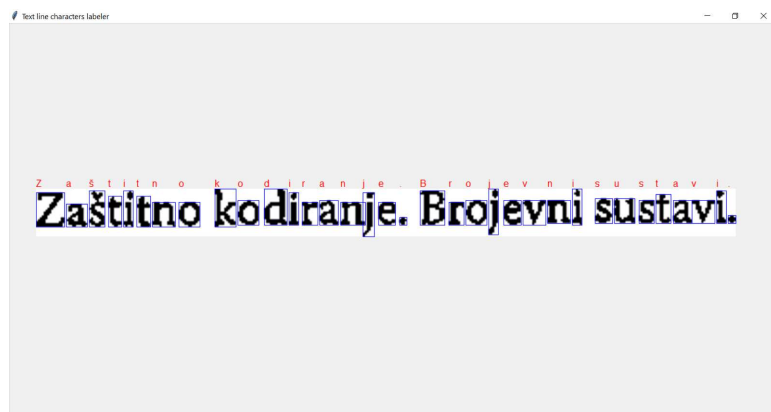 Text line characters labeler
Z a š t i t n o k o d i r a n j e . B r o j e v n i s u s t a v i .
Zaštitno kodiranje. Brojevni sustavi.